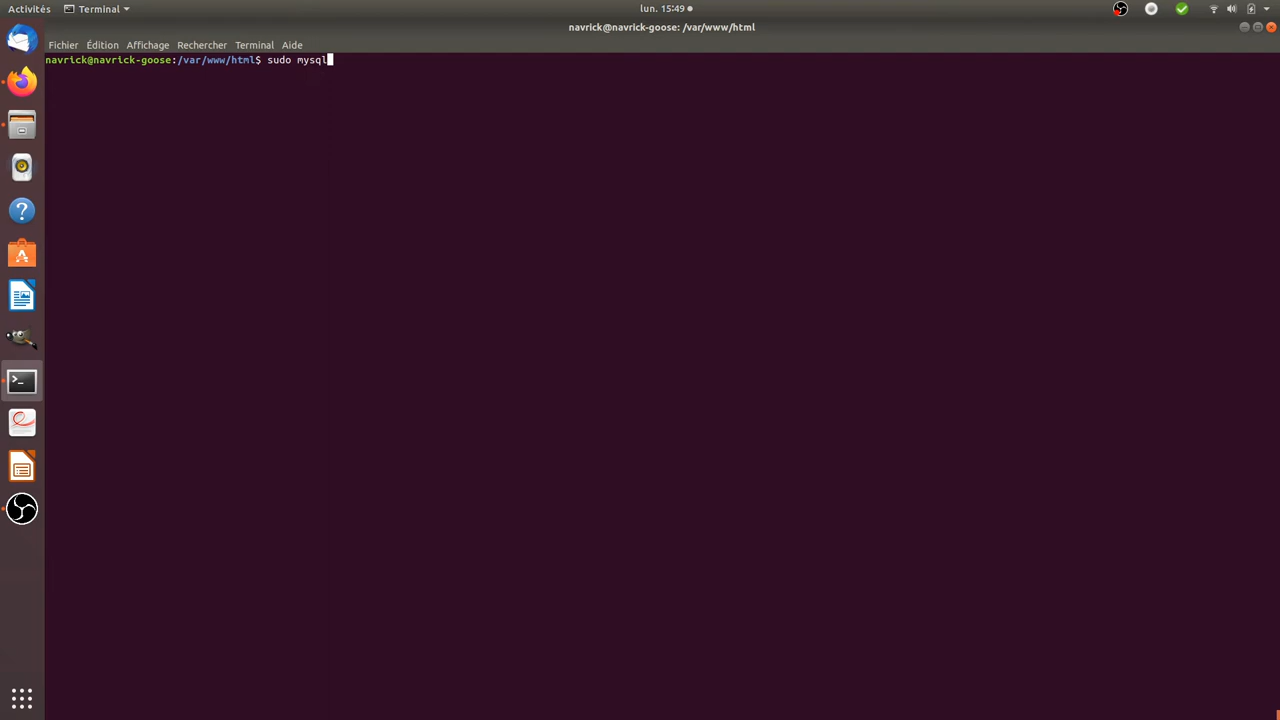 Activités Terminal lun. 15:49
navrick@navrick-goose: /var/www/html
Fichier Édition Affichage Rechercher Terminal Aide
navrick@navrick-goose:/var/www/html$ sudo mysql